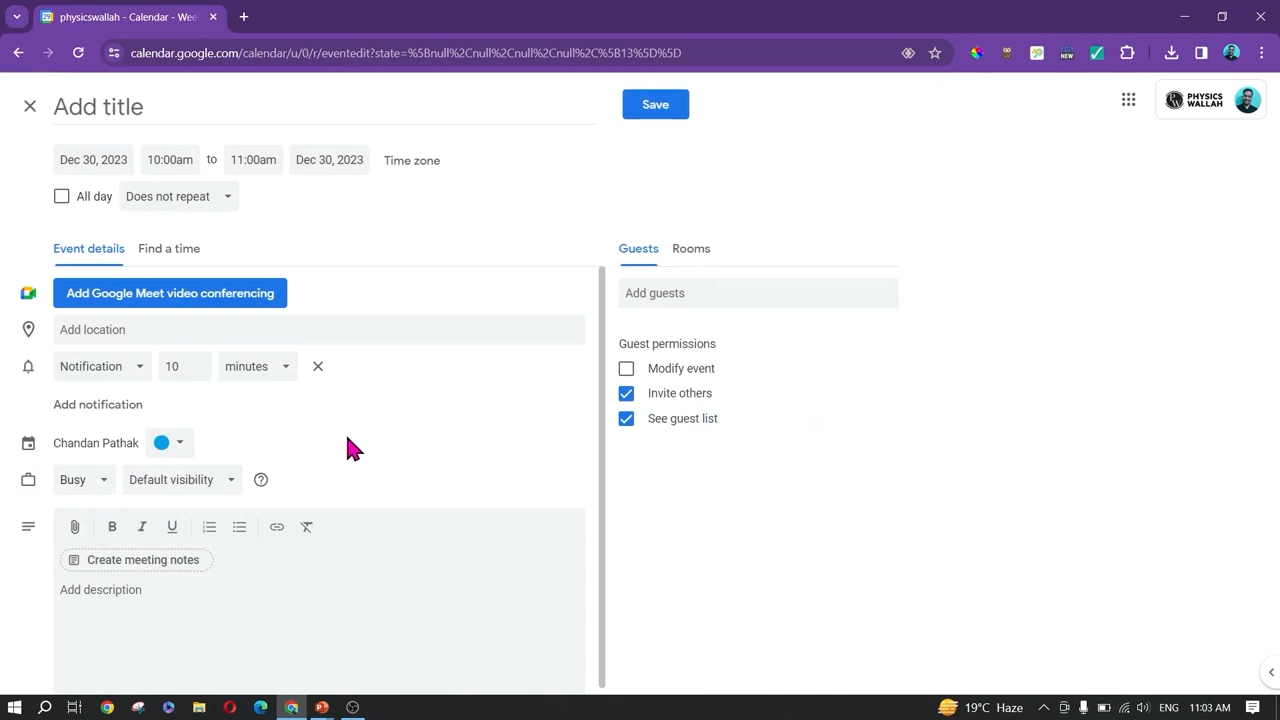 physicswallah - Calendar - Wee
calendar.google.com/calendar/u/0/r/eventedit?state=%5Bnull%2Cnull%2Cnull%2Cnull%2C%5B13%5D%5D
NEW
Add title
Save
PHYSICS
WALLAH
Dec 30, 2023 10:00am to 11:00am Dec 30, 2023 Time zone
All day Does not repeat
Event details Find a time
Guests Rooms
Add Google Meet video conferencing
Add guests
Add location
Guest permissions
Notification 10 minutes
Modify event
Invite others
Add notification
See guest list
Chandan Pathak
Busy Default visibility
B I U
Create meeting notes
Add description
19°C Haze ENG 11:03 AM